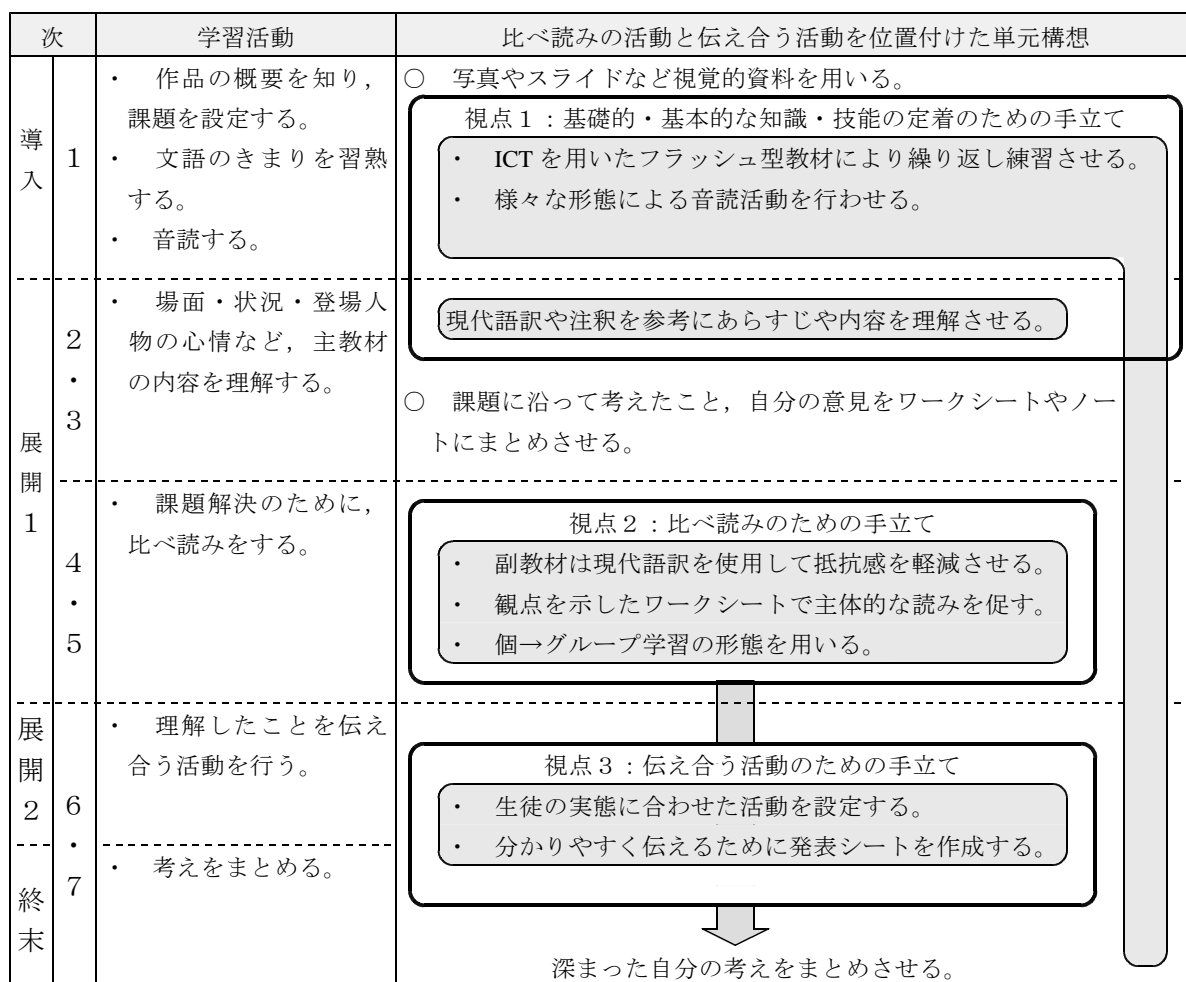 次 学習活動 比べ読みの活動と伝え合う活動を位置付けた単元構想
導入
1
・ 作品の概要を知り,
課題を設定する。
・ 文語のきまりを習熟
する。
・ 音読する。
○ 写真やスライドなど視覚的資料を用いる。
視点1:基礎的・基本的な知識・技能の定着のための手立て
・ ICTを用いたフラッシュ型教材により繰り返し練習させる。
・ 様々な形態による音読活動を行わせる。
展開1
2・3
・ 場面・状況・登場人
物の心情など,主教材
の内容を理解する。
現代語訳や注釈を参考にあらすじや内容を理解させる。
○ 課題に沿って考えたこと,自分の意見をワークシートやノー
トにまとめさせる。
4・5
・ 課題解決のために,
比べ読みをする。
視点2:比べ読みのための手立て
・ 副教材は現代語訳を使用して抵抗感を軽減させる。
・ 観点を示したワークシートで主体的な読みを促す。
・ 個→グループ学習の形態を用いる。
展開2
6・7
・ 理解したことを伝え
合う活動を行う。
視点3:伝え合う活動のための手立て
・ 生徒の実態に合わせた活動を設定する。
・ 分かりやすく伝えるために発表シートを作成する。
終末
・ 考えをまとめる。
深まった自分の考えをまとめさせる。